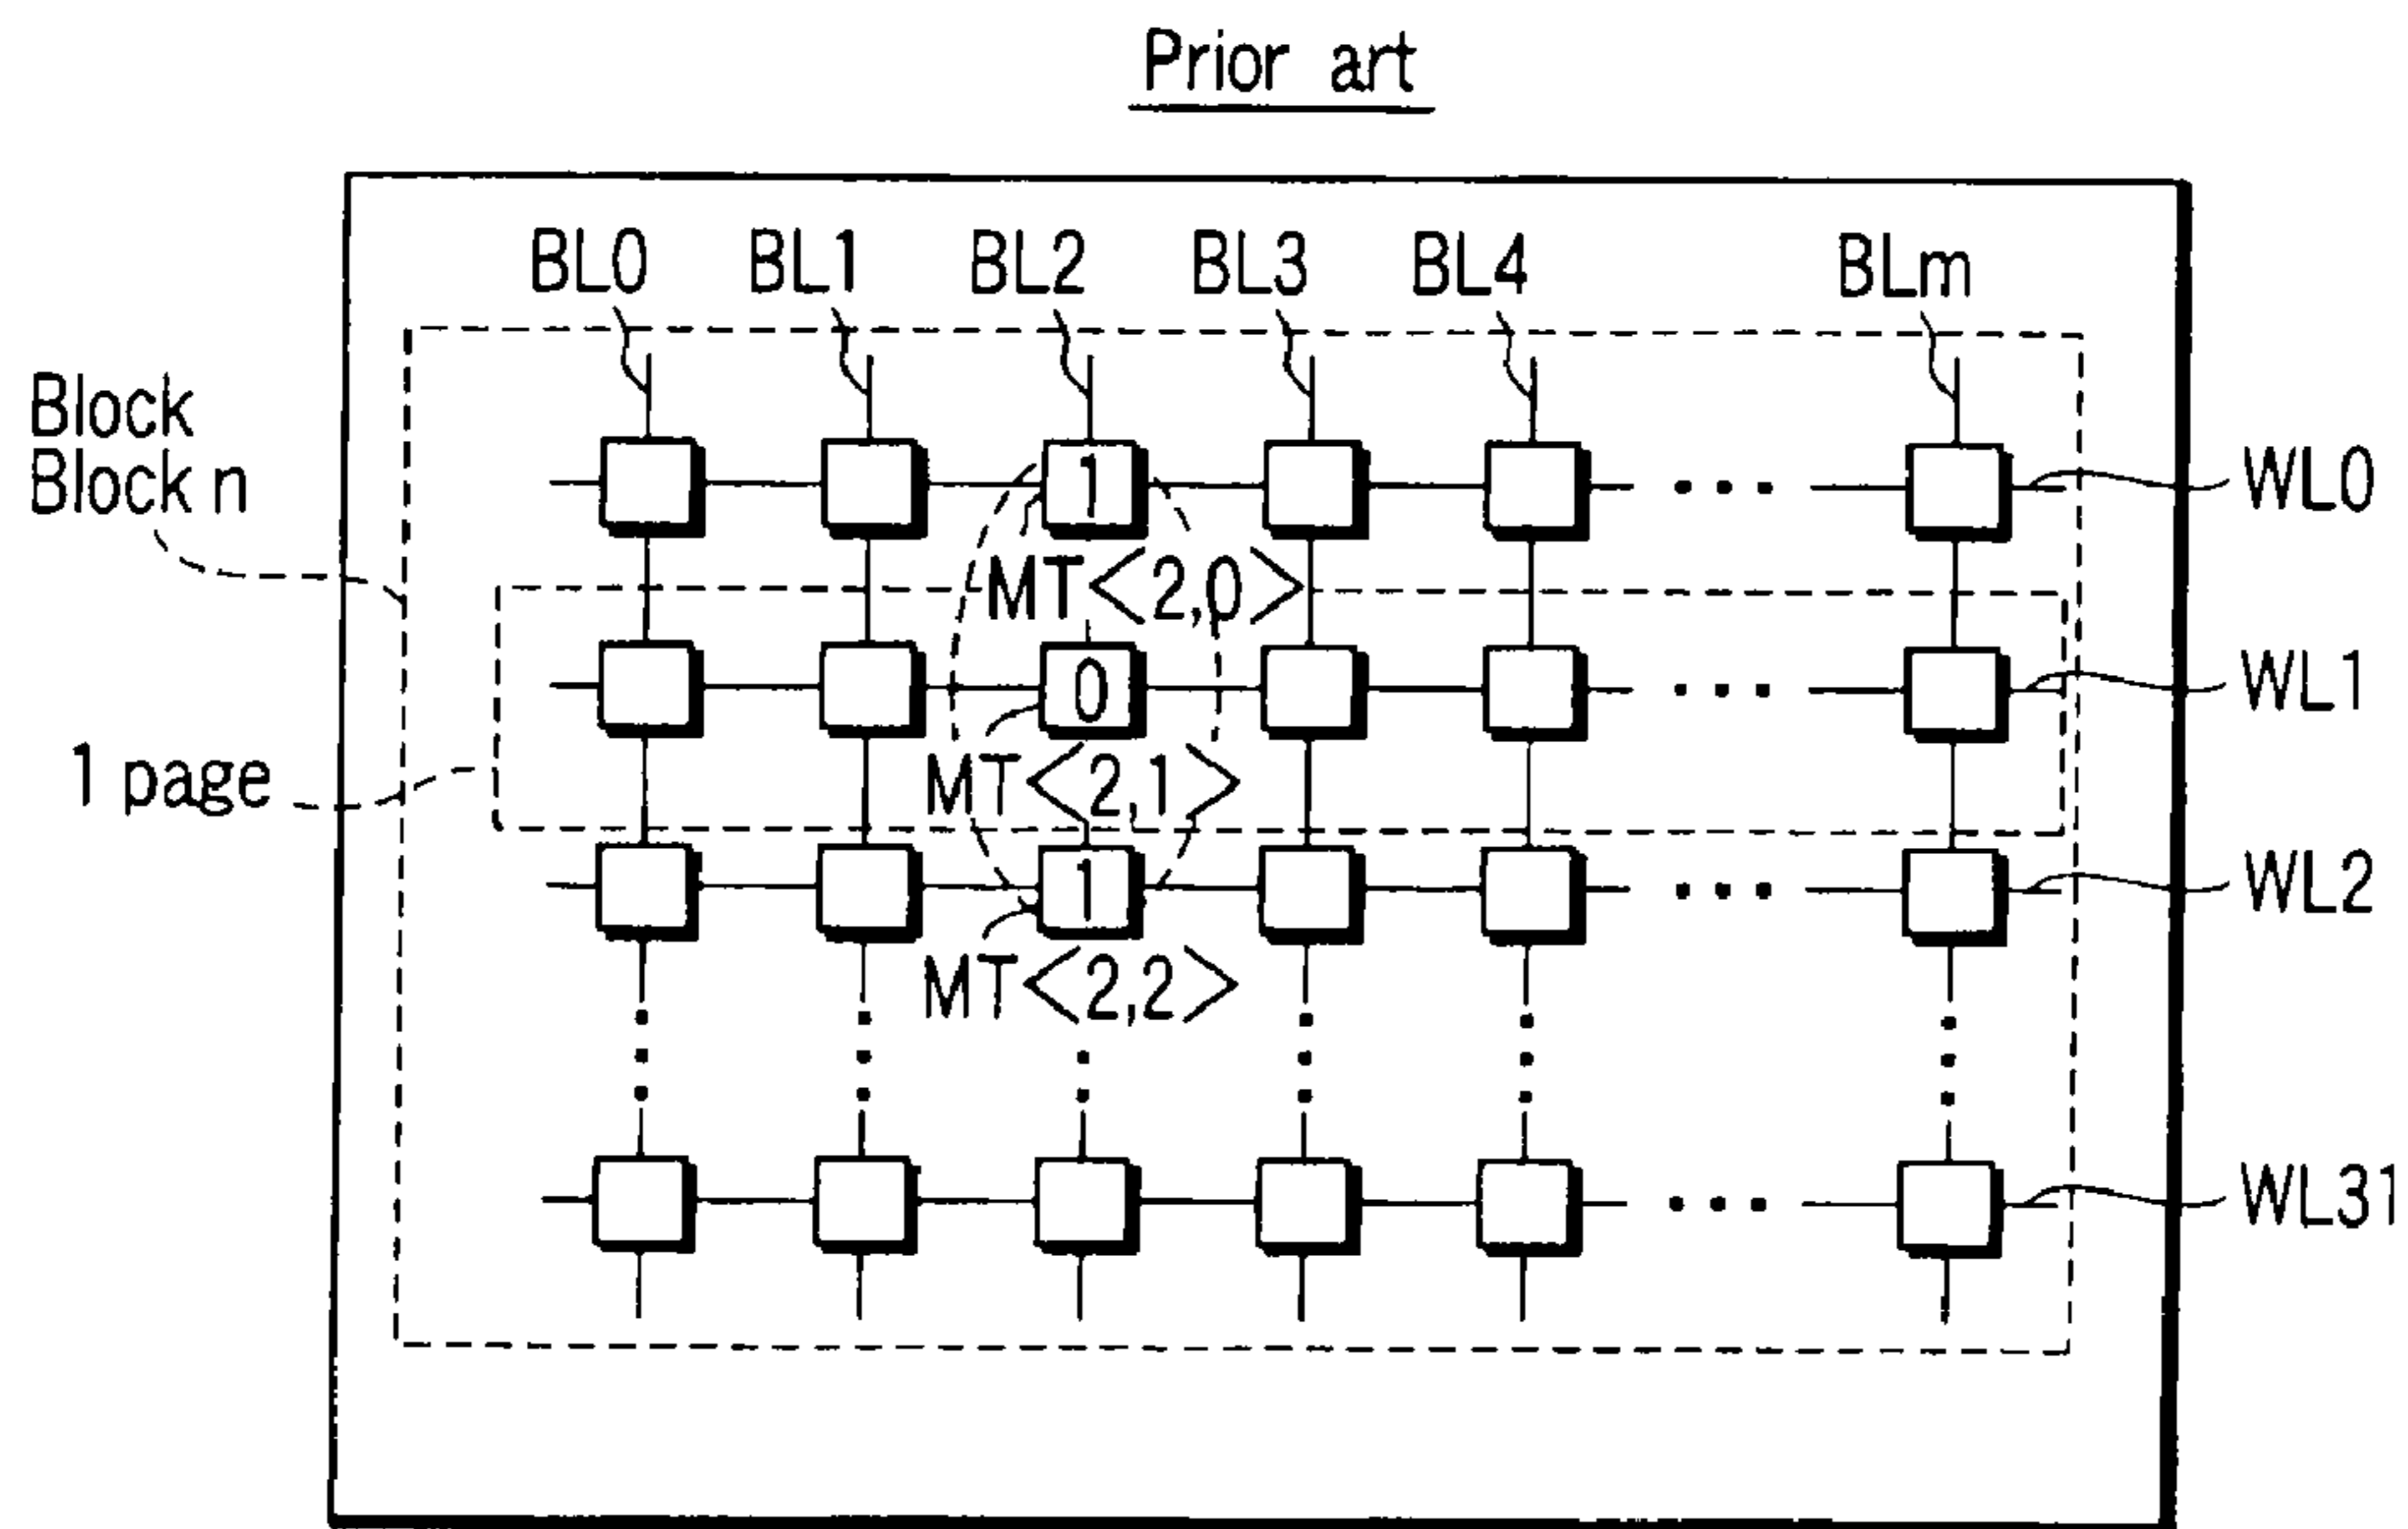 Prior art
BL0 BL1 BL2 BL3 BL4 BLm
Block
Block n
1 WL0
MT<2,0>
0 WL1
1 page
MT<2,1>
1 WL2
MT<2,2>
WL31